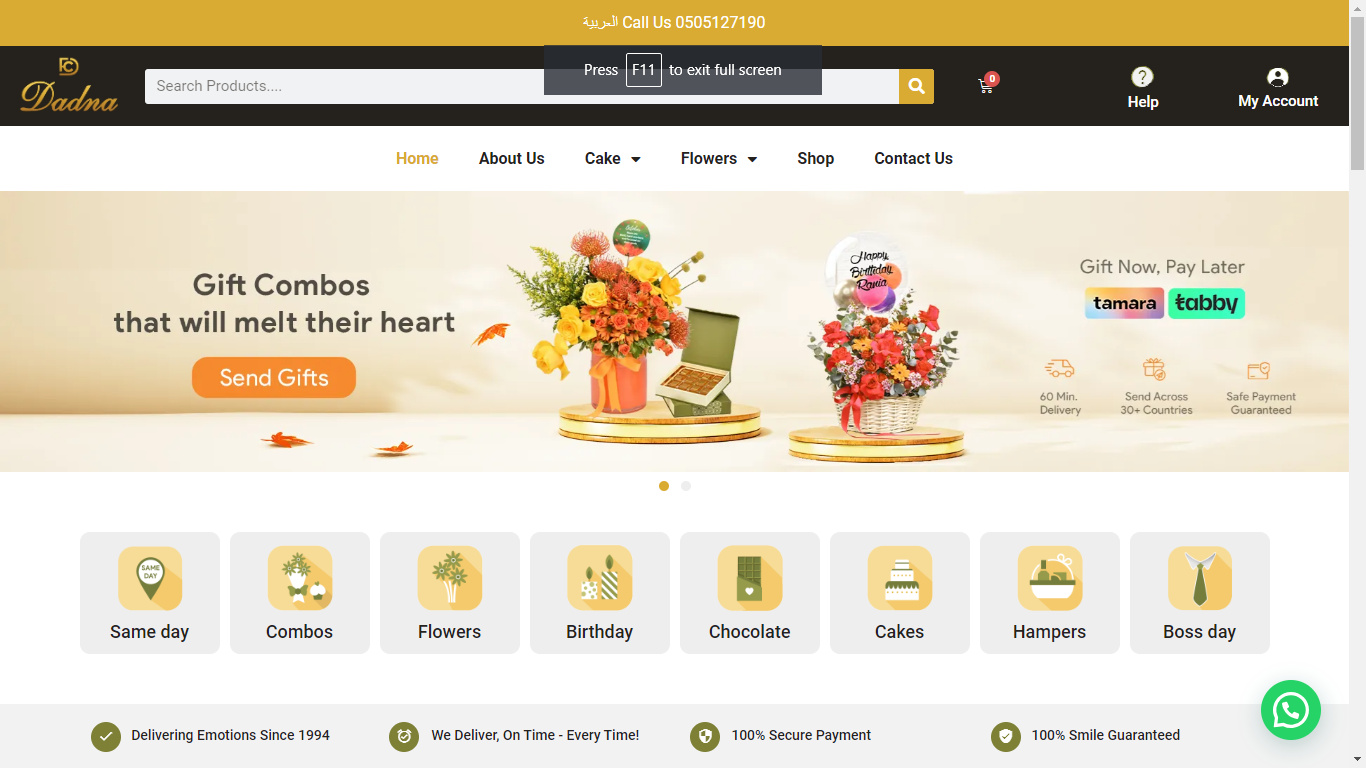 العربية Call Us 0505127190
Press F11 to exit full screen
Dadna
Search Products....
0
Help
My Account
Home
About Us
Cake
Flowers
Shop
Contact Us
Gift Combos
that will melt their heart
Send Gifts
Happy
Birthday
Rania
Gift Now, Pay Later
tamara
tabby
60 Min.
Delivery
Send Across
30+ Countries
Safe Payment
Guaranteed
SAME
DAY
Same day
Combos
Flowers
Birthday
Chocolate
Cakes
Hampers
Boss day
Delivering Emotions Since 1994
We Deliver, On Time - Every Time!
100% Secure Payment
100% Smile Guaranteed